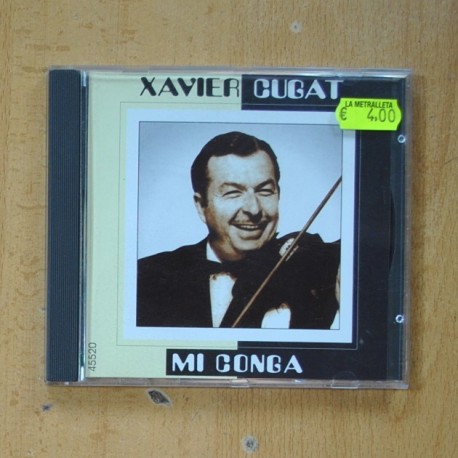 XAVIER CUGAT
LA METRALLETA
€ 4,00
MI CONGA
45520